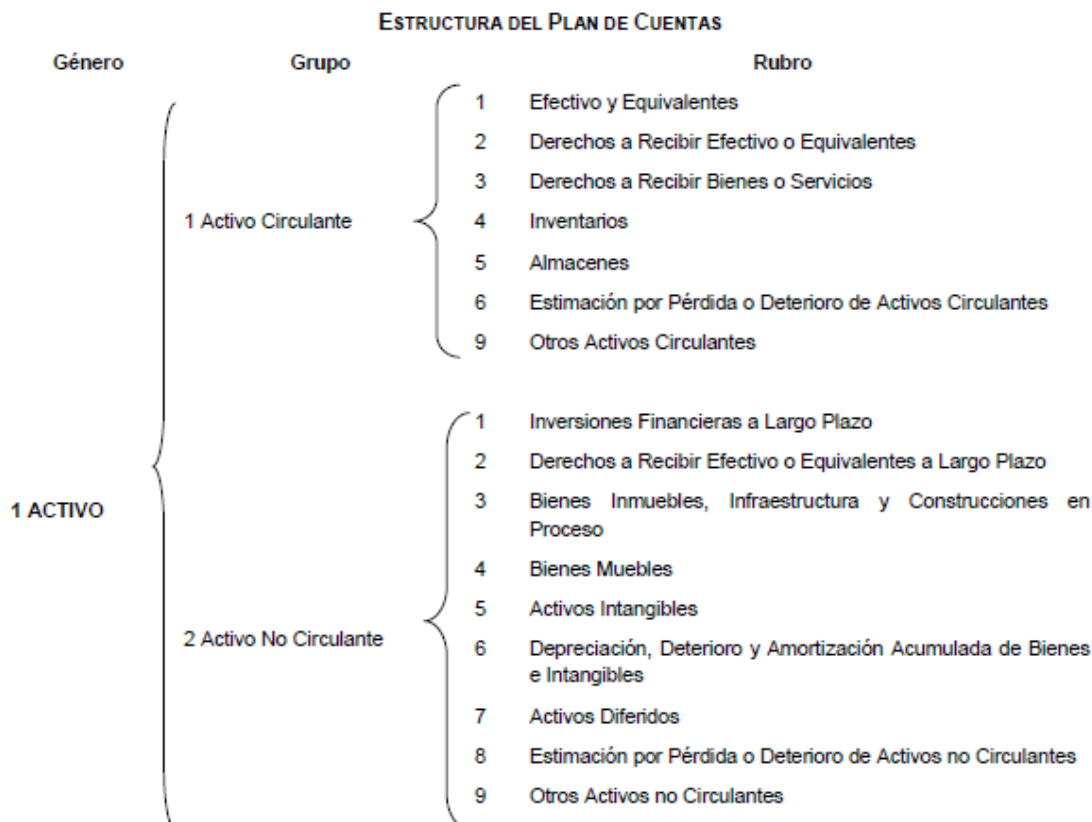 ESTRUCTURA DEL PLAN DE CUENTAS
Género Grupo Rubro
1 Efectivo y Equivalentes
2 Derechos a Recibir Efectivo o Equivalentes
3 Derechos a Recibir Bienes o Servicios
1 Activo Circulante
4 Inventarios
5 Almacenes
6 Estimación por Pérdida o Deterioro de Activos Circulantes
9 Otros Activos Circulantes
1 Inversiones Financieras a Largo Plazo
2 Derechos a Recibir Efectivo o Equivalentes a Largo Plazo
1 ACTIVO
3 Bienes Inmuebles, Infraestructura y Construcciones en
Proceso
4 Bienes Muebles
5 Activos Intangibles
2 Activo No Circulante
6 Depreciación, Deterioro y Amortización Acumulada de Bienes
e Intangibles
7 Activos Diferidos
8 Estimación por Pérdida o Deterioro de Activos no Circulantes
9 Otros Activos no Circulantes